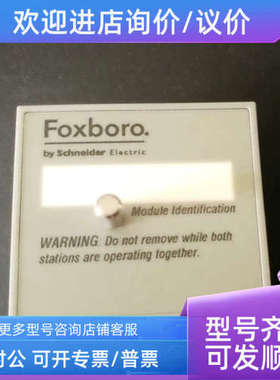 欢迎进店询价/议价
Foxboro.
by Schneider Electric
Module Identification
WARNING. Do not remove while both
stations are operating together.
更多型号咨询店铺客服
对公 可开专票/普票
型号齐
可发顺